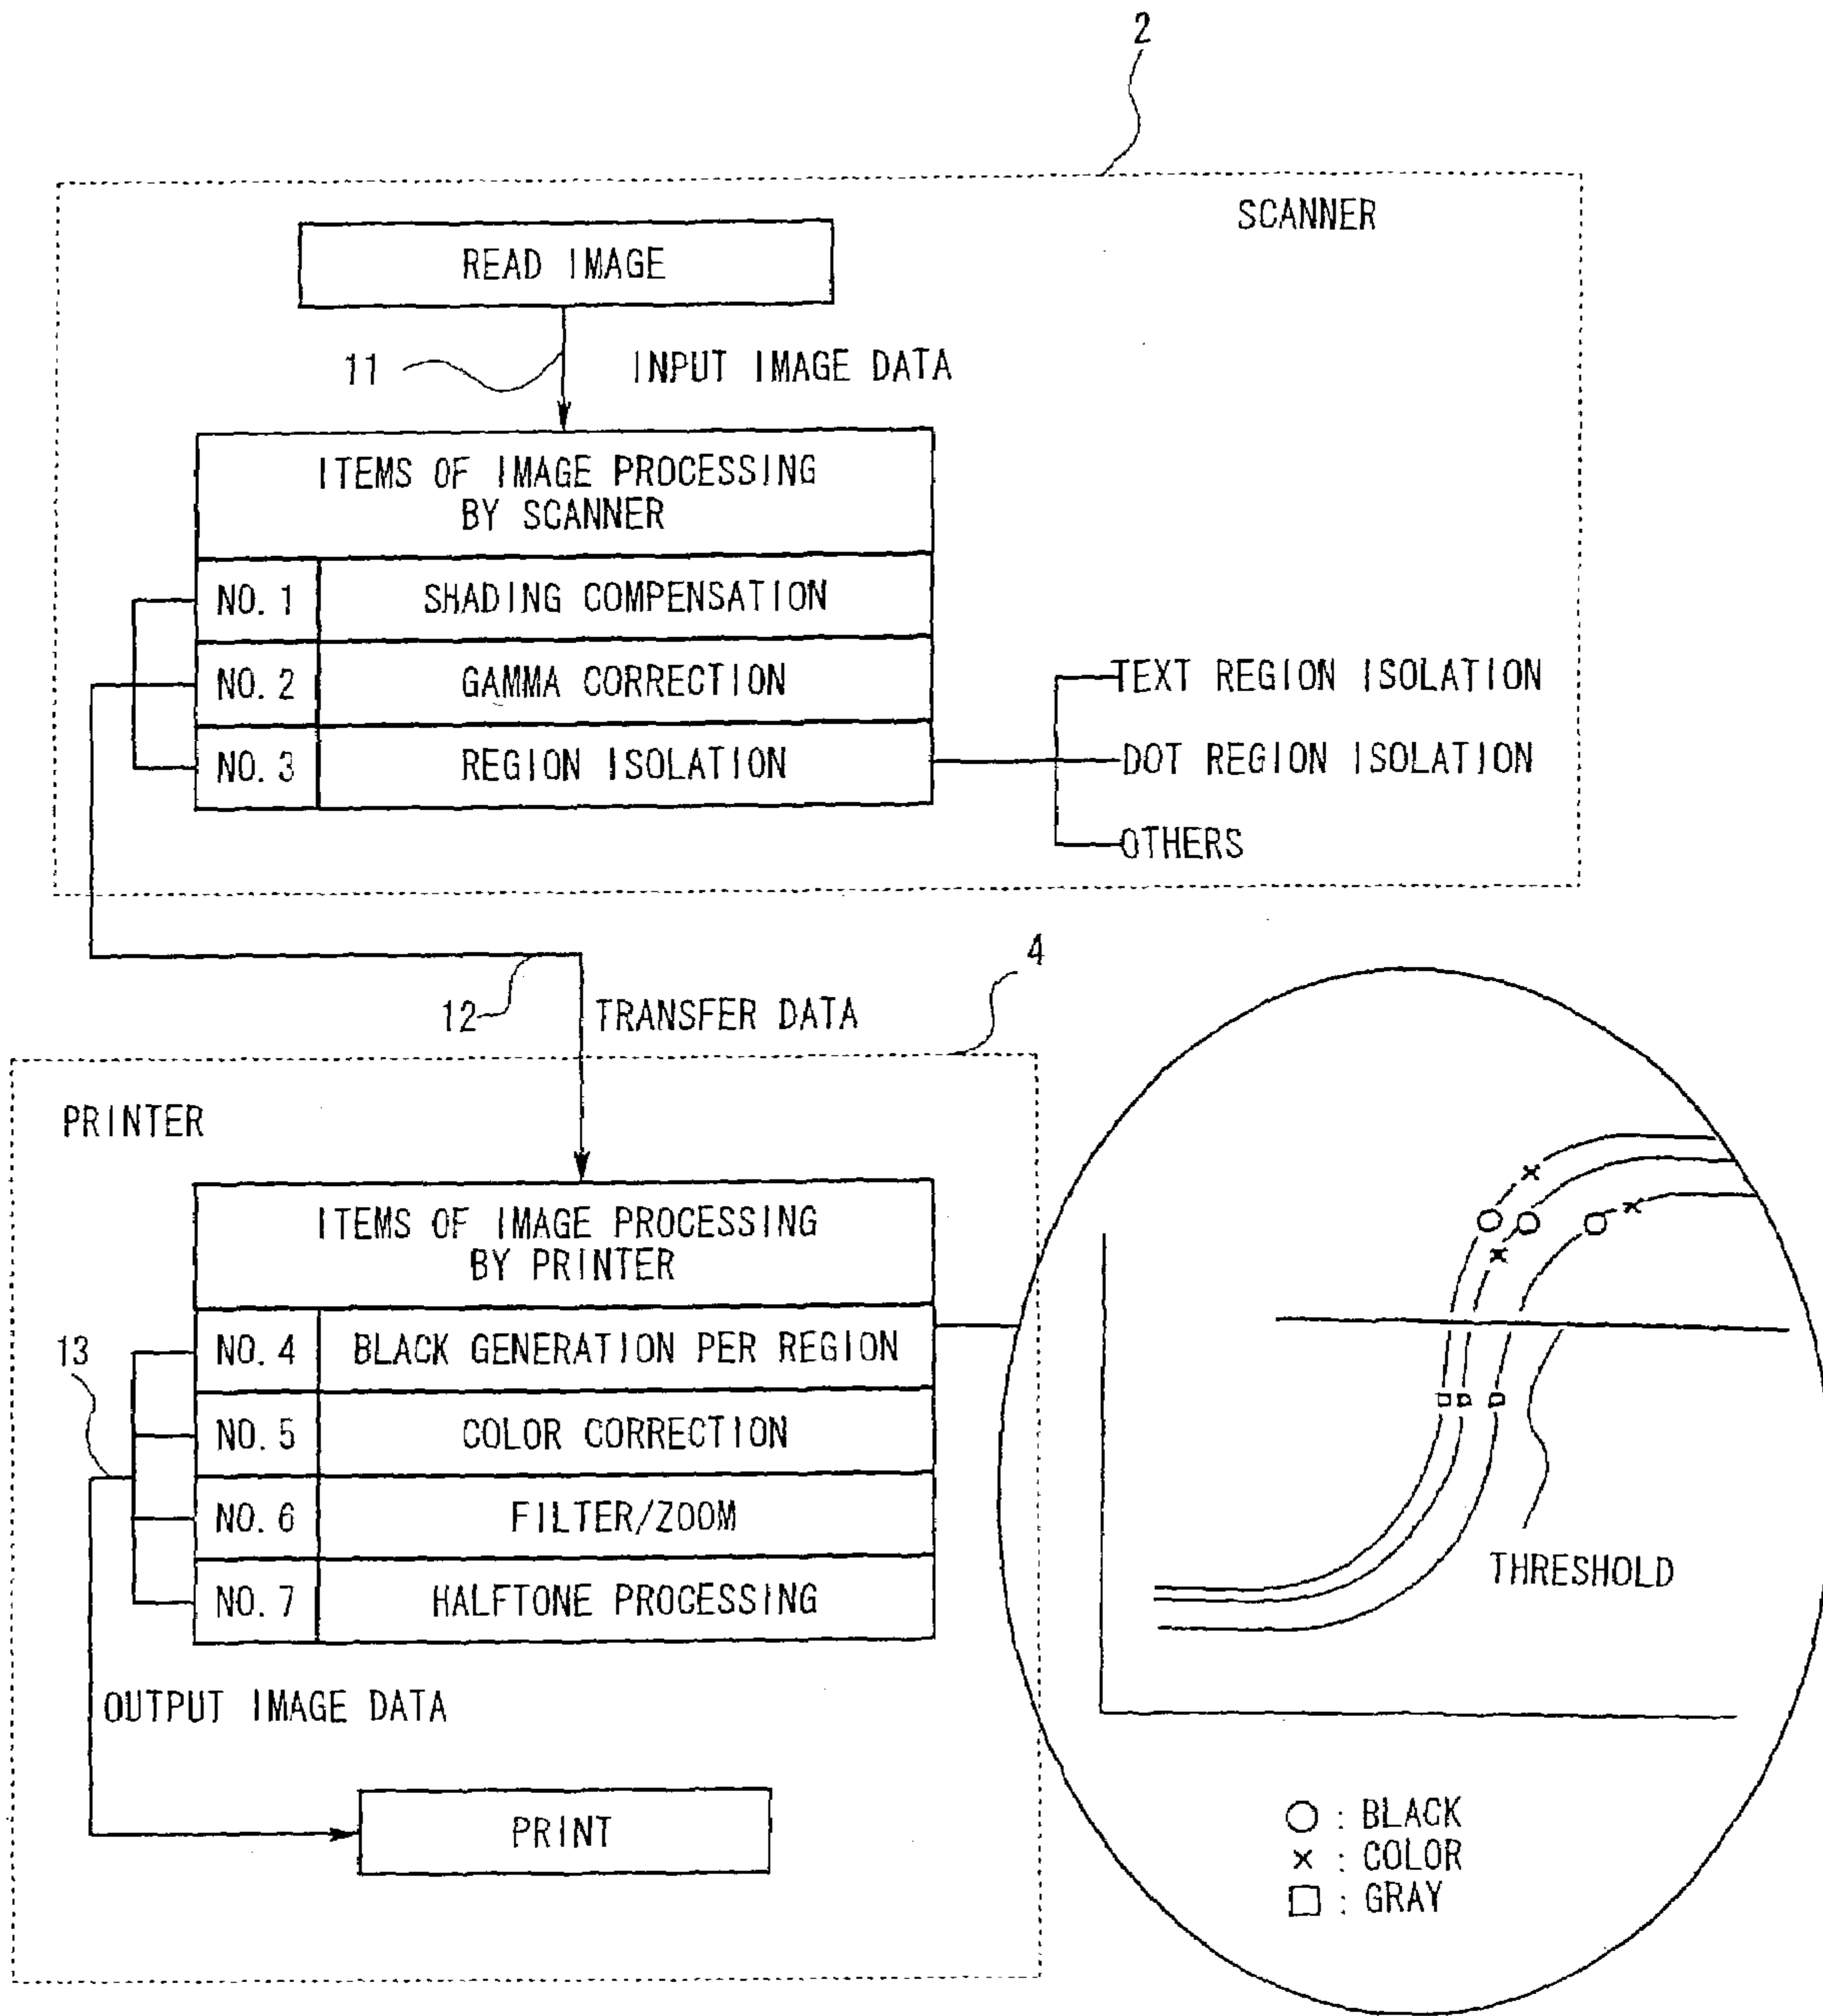 2
SCANNER
READ IMAGE
11
INPUT IMAGE DATA
ITEMS OF IMAGE PROCESSING
BY SCANNER
NO. 1 SHADING COMPENSATION
NO. 2 GAMMA CORRECTION
NO. 3 REGION ISOLATION
TEXT REGION ISOLATION
DOT REGION ISOLATION
OTHERS
12
TRANSFER DATA
4
PRINTER
ITEMS OF IMAGE PROCESSING
BY PRINTER
13
NO. 4 BLACK GENERATION PER REGION
NO. 5 COLOR CORRECTION
NO. 6 FILTER/ZOOM
NO. 7 HALFTONE PROCESSING
OUTPUT IMAGE DATA
PRINT
THRESHOLD
○ : BLACK
× : COLOR
□ : GRAY